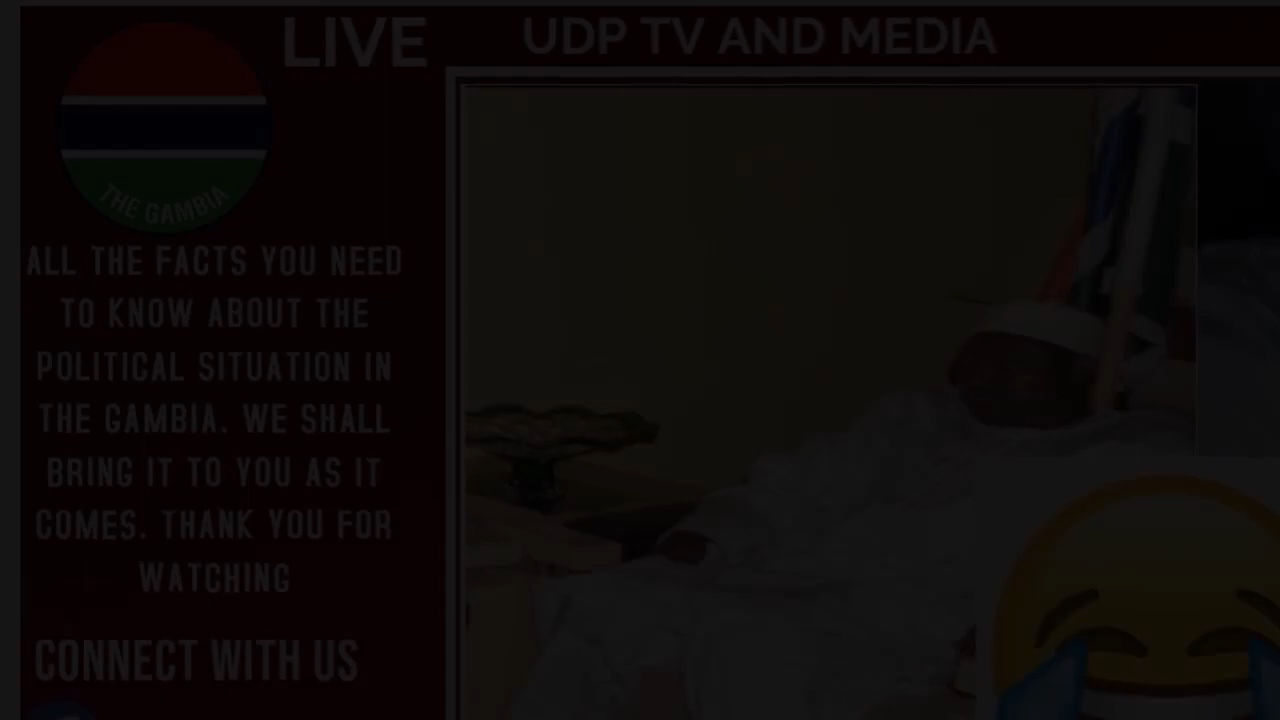 LIVE
UDP TV AND MEDIA
THE GAMBIA
ALL THE FACTS YOU NEED
TO KNOW ABOUT THE
POLITICAL SITUATION IN
THE GAMBIA. WE SHALL
BRING IT TO YOU AS IT
COMES. THANK YOU FOR
WATCHING
CONNECT WITH US